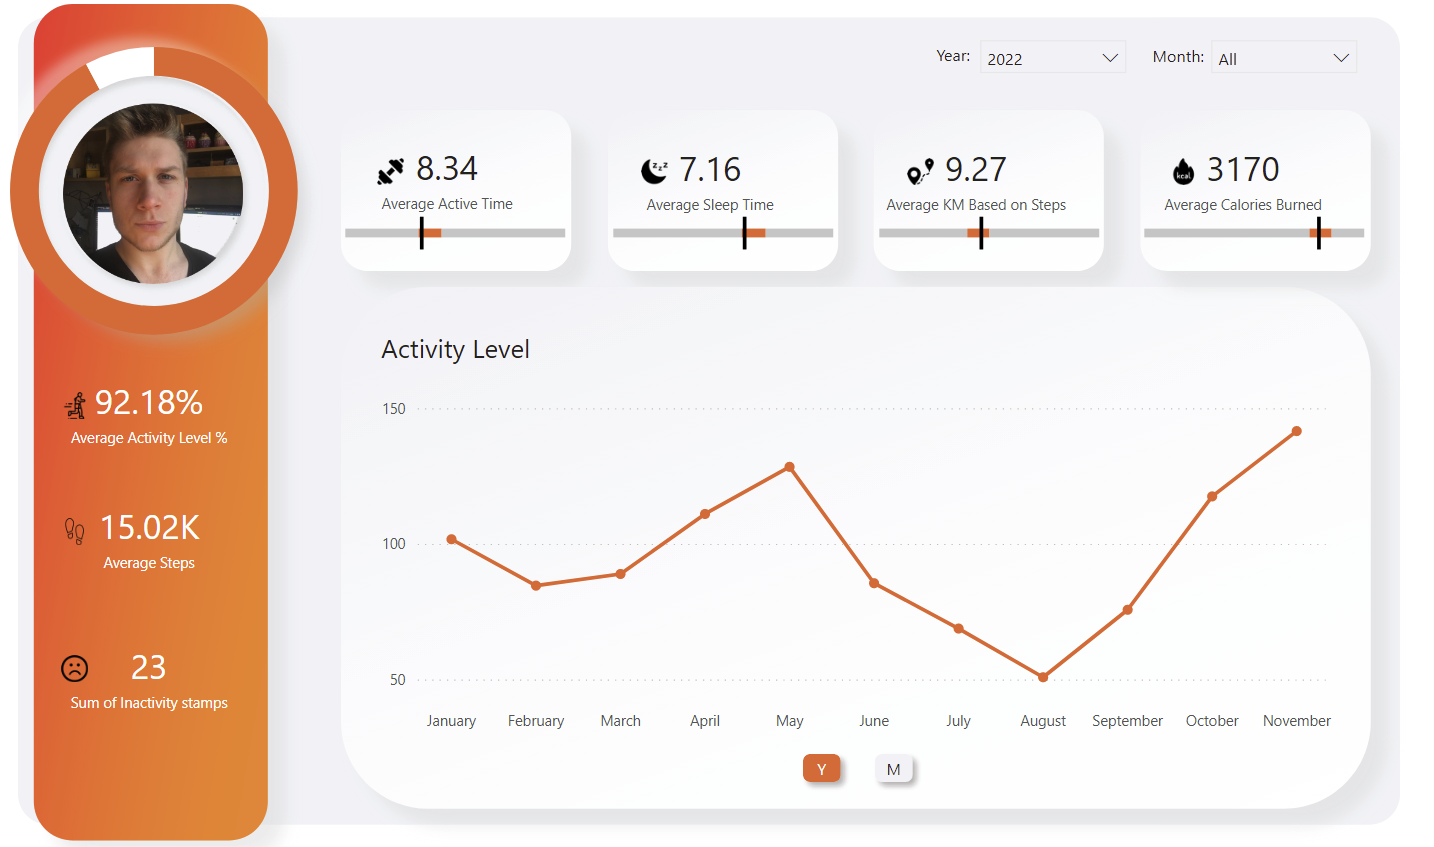 Year: 2022 Month: All
8.34
Average Active Time
zzz 7.16
Average Sleep Time
9.27
Average KM Based on Steps
kcal 3170
Average Calories Burned
92.18%
Average Activity Level %
15.02K
Average Steps
23
Sum of Inactivity stamps
Activity Level
150
100
50
January February March April May June July August September October November
Y M